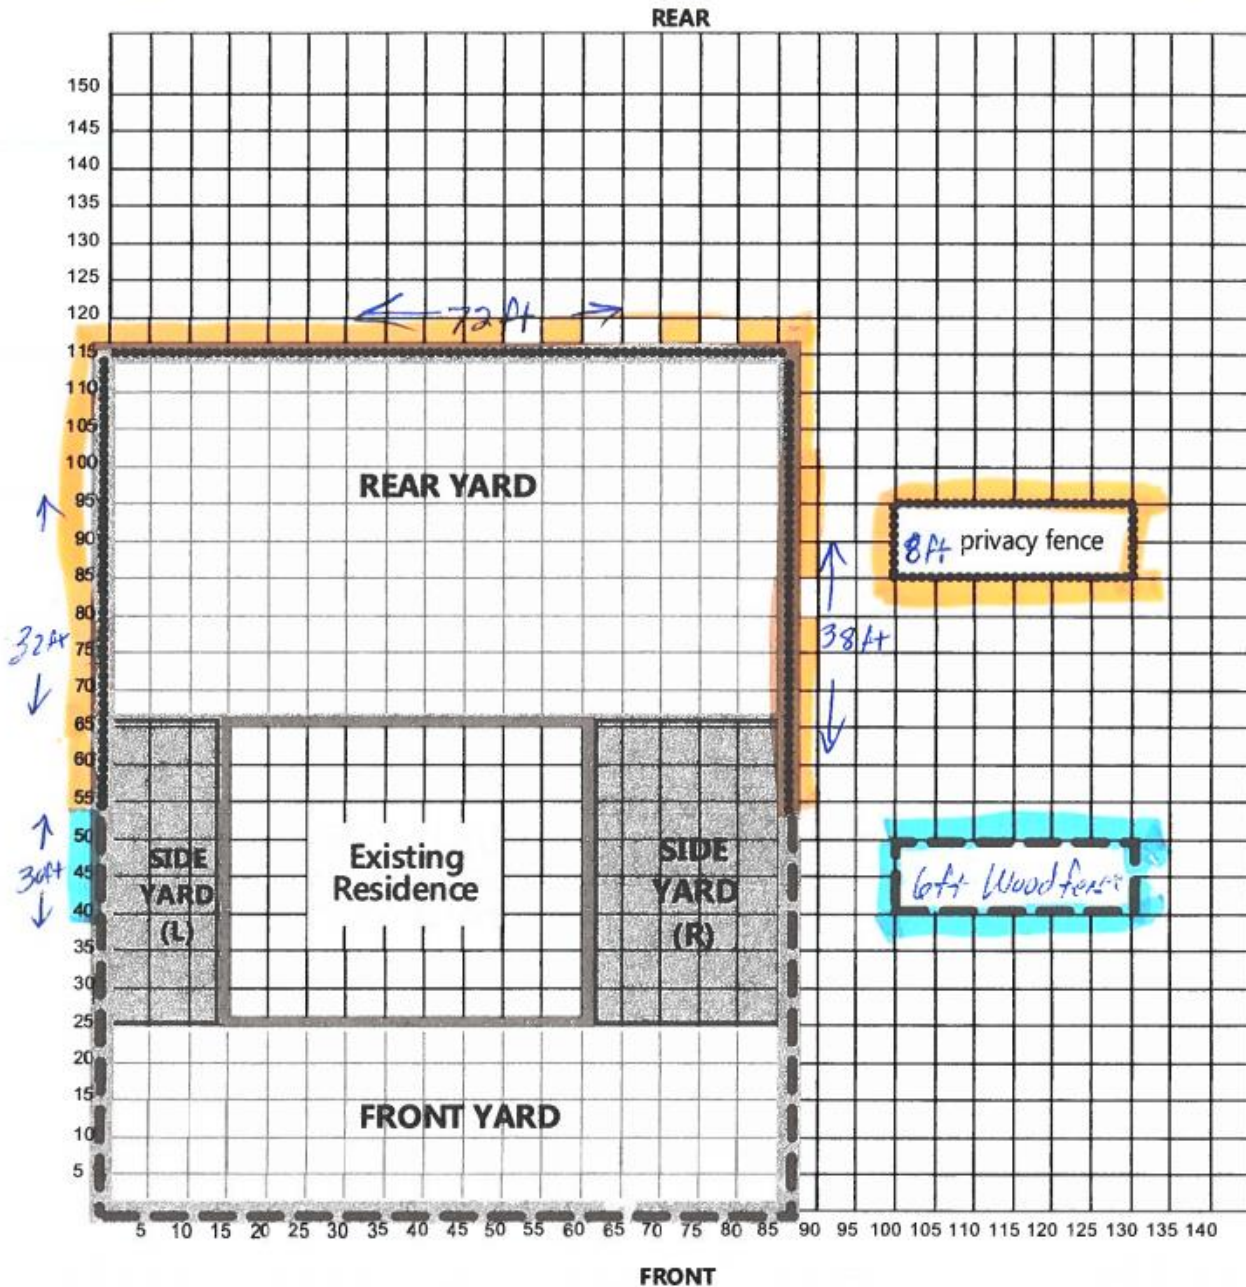 REAR
150
145
140
135
130
125
120
72ft
115
110
105
100
REAR YARD
95
90
8ft privacy fence
85
80
32ft
38ft
75
70
65
60
55
50
SIDE
YARD
(L)
Existing
Residence
SIDE
YARD
(R)
45
30ft
6ft Wood fence
40
35
30
25
20
15
FRONT YARD
10
5
5 10 15 20 25 30 35 40 45 50 55 60 65 70 75 80 85 90 95 100 105 110 115 120 125 130 135 140
FRONT